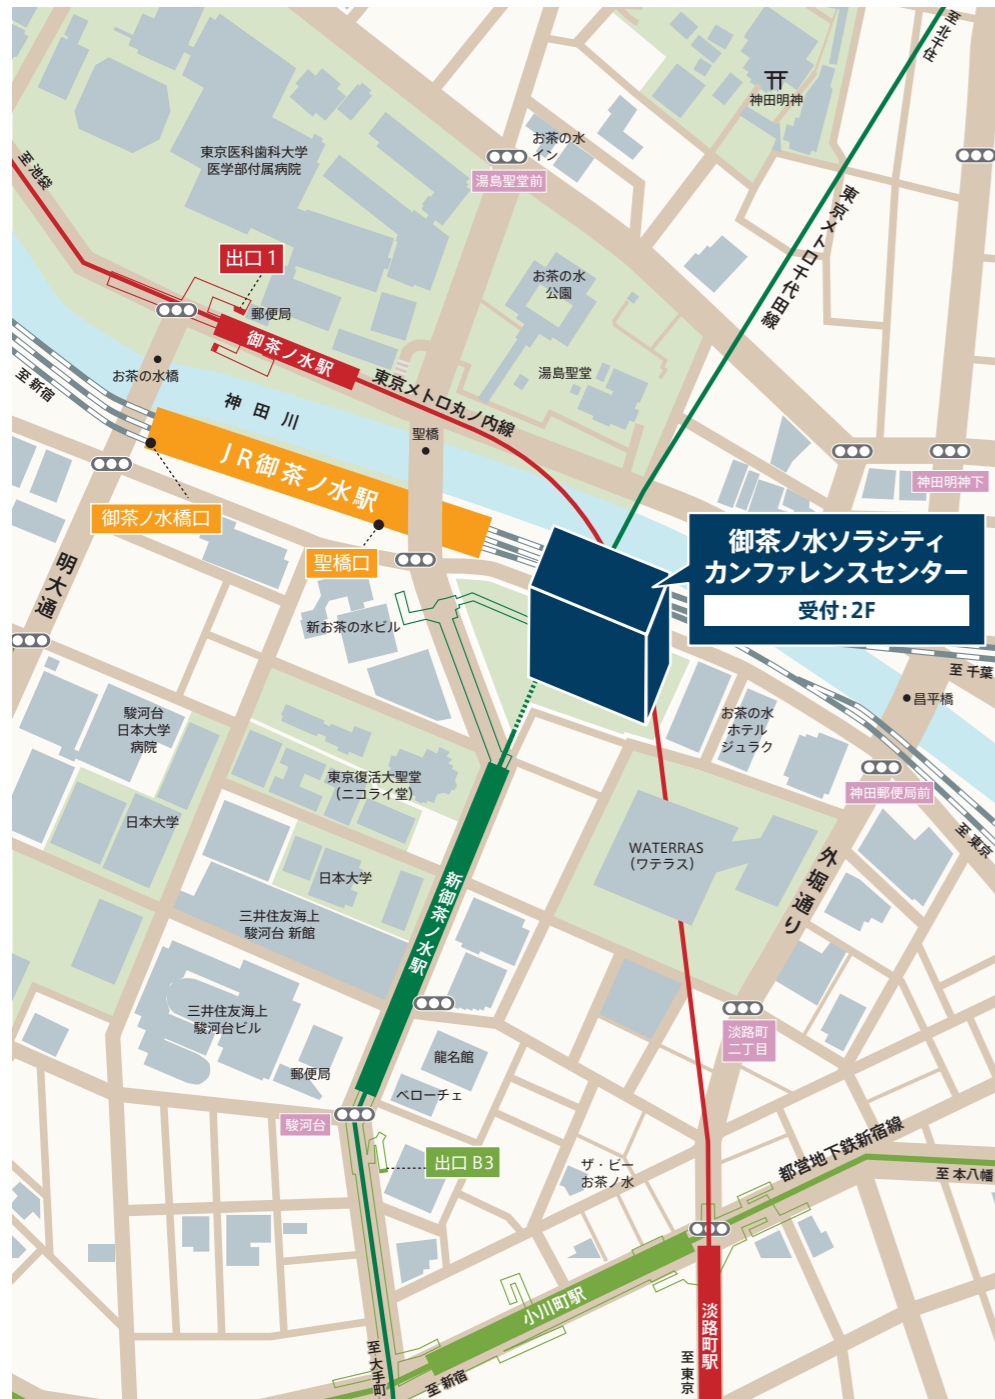 至 北千住
神田明神
お茶の水
イン
東京医科歯科大学
医学部付属病院
至 池袋
湯島聖堂前
東京メトロ千代田線
出口 1
お茶の水
公園
郵便局
御茶ノ水駅
湯島聖堂
お茶の水橋
東京メトロ丸ノ内線
至 新宿
神田川
聖橋
JR御茶ノ水駅
神田明神下
御茶ノ水橋口
聖橋口
御茶ノ水ソラシティ
カンファレンスセンター
受付:2F
明大通
新お茶の水ビル
至 千葉
昌平橋
駿河台
日本大学
病院
お茶の水
ホテル
ジュラク
東京復活大聖堂
(ニコライ堂)
神田郵便局前
日本大学
至 東京
WATERRAS
(ワテラス)
外堀通り
日本大学
新御茶ノ水駅
三井住友海上
駿河台 新館
三井住友海上
駿河台ビル
淡路町
二丁目
龍名館
郵便局
ベローチェ
駿河台
都営地下鉄新宿線
出口 B3
ザ・ビー
お茶ノ水
至 本八幡
小川町駅
淡路町駅
至 大手町
至 新宿
至 東京